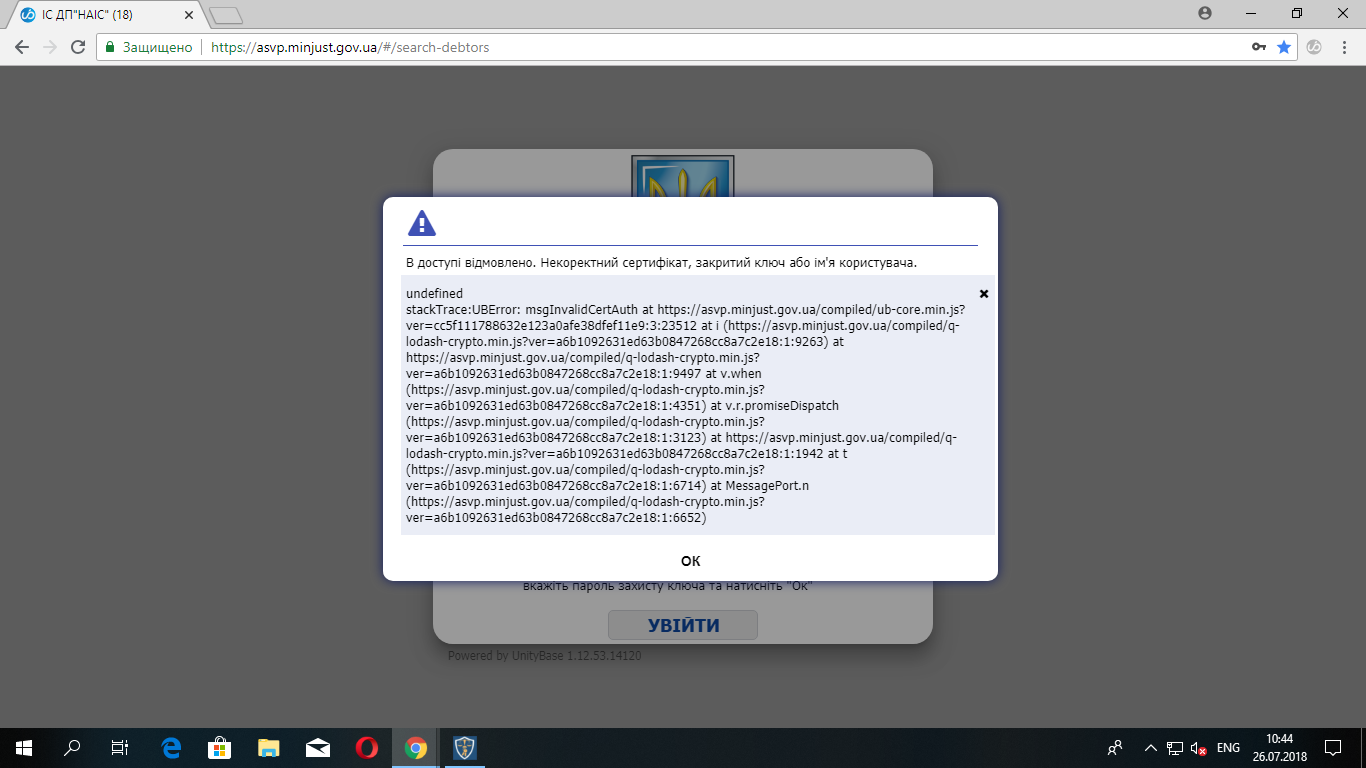 ІС ДП"НАІС" (18)
Защищено
https://asvp.minjust.gov.ua/#/search-debtors
В доступі відмовлено. Некоректний сертифікат, закритий ключ або ім'я користувача.
undefined
stackTrace:UBError: msgInvalidCertAuth at https://asvp.minjust.gov.ua/compiled/ub-core.min.js?
ver=cc5f111788632e123a0afe38dfef11e9:3:23512 at i (https://asvp.minjust.gov.ua/compiled/q-
lodash-crypto.min.js?ver=a6b1092631ed63b0847268cc8a7c2e18:1:9263) at
https://asvp.minjust.gov.ua/compiled/q-lodash-crypto.min.js?
ver=a6b1092631ed63b0847268cc8a7c2e18:1:9497 at v.when
(https://asvp.minjust.gov.ua/compiled/q-lodash-crypto.min.js?
ver=a6b1092631ed63b0847268cc8a7c2e18:1:4351) at v.r.promiseDispatch
(https://asvp.minjust.gov.ua/compiled/q-lodash-crypto.min.js?
ver=a6b1092631ed63b0847268cc8a7c2e18:1:3123) at https://asvp.minjust.gov.ua/compiled/q-
lodash-crypto.min.js?ver=a6b1092631ed63b0847268cc8a7c2e18:1:1942 at t
(https://asvp.minjust.gov.ua/compiled/q-lodash-crypto.min.js?
ver=a6b1092631ed63b0847268cc8a7c2e18:1:6714) at MessagePort.n
(https://asvp.minjust.gov.ua/compiled/q-lodash-crypto.min.js?
ver=a6b1092631ed63b0847268cc8a7c2e18:1:6652)
ОК
вкажіть пароль захисту ключа та натисніть "Ок"
УВІЙТИ
Powered by UnityBase 1.12.53.14120
ENG
10:44
26.07.2018